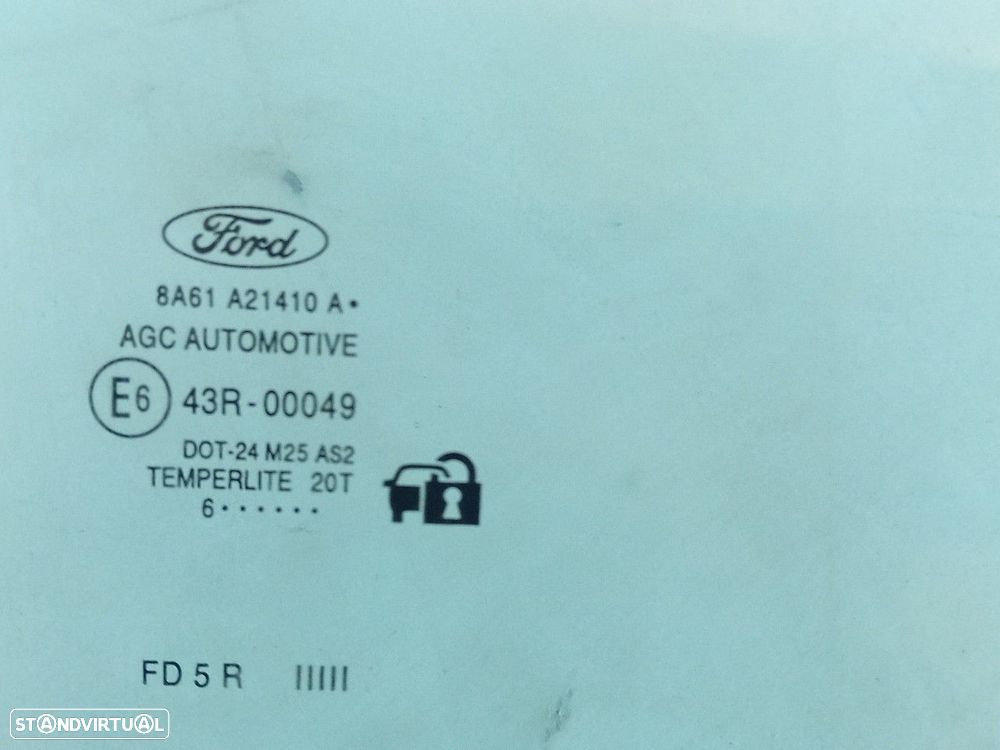 Ford
8A61 A21410 A•
AGC AUTOMOTIVE
E6 43R-00049
DOT-24 M25 AS2
TEMPERLITE 20T
6 · · · · · ·
FD 5 R IIIII
STANDVIRTUAL